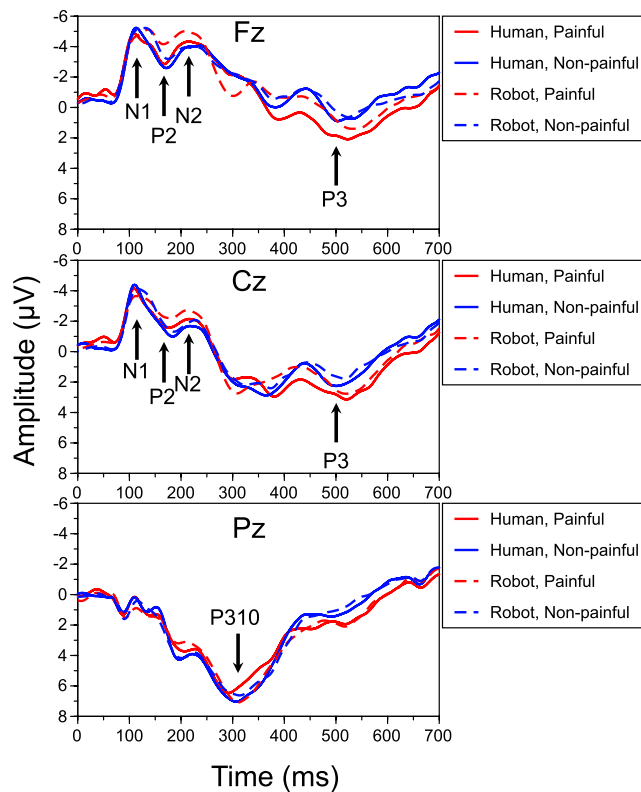 Fz
-6
-4
-2
0
2
4
6
8
0 100 200 300 400 500 600 700
N1
P2
N2
P3
Human, Painful
Human, Non-painful
Robot, Painful
Robot, Non-painful
Cz
-6
-4
-2
0
2
4
6
8
0 100 200 300 400 500 600 700
N1
P2
N2
P3
Human, Painful
Human, Non-painful
Robot, Painful
Robot, Non-painful
Pz
-6
-4
-2
0
2
4
6
8
0 100 200 300 400 500 600 700
P310
Human, Painful
Human, Non-painful
Robot, Painful
Robot, Non-painful
Amplitude (µV)
Time (ms)